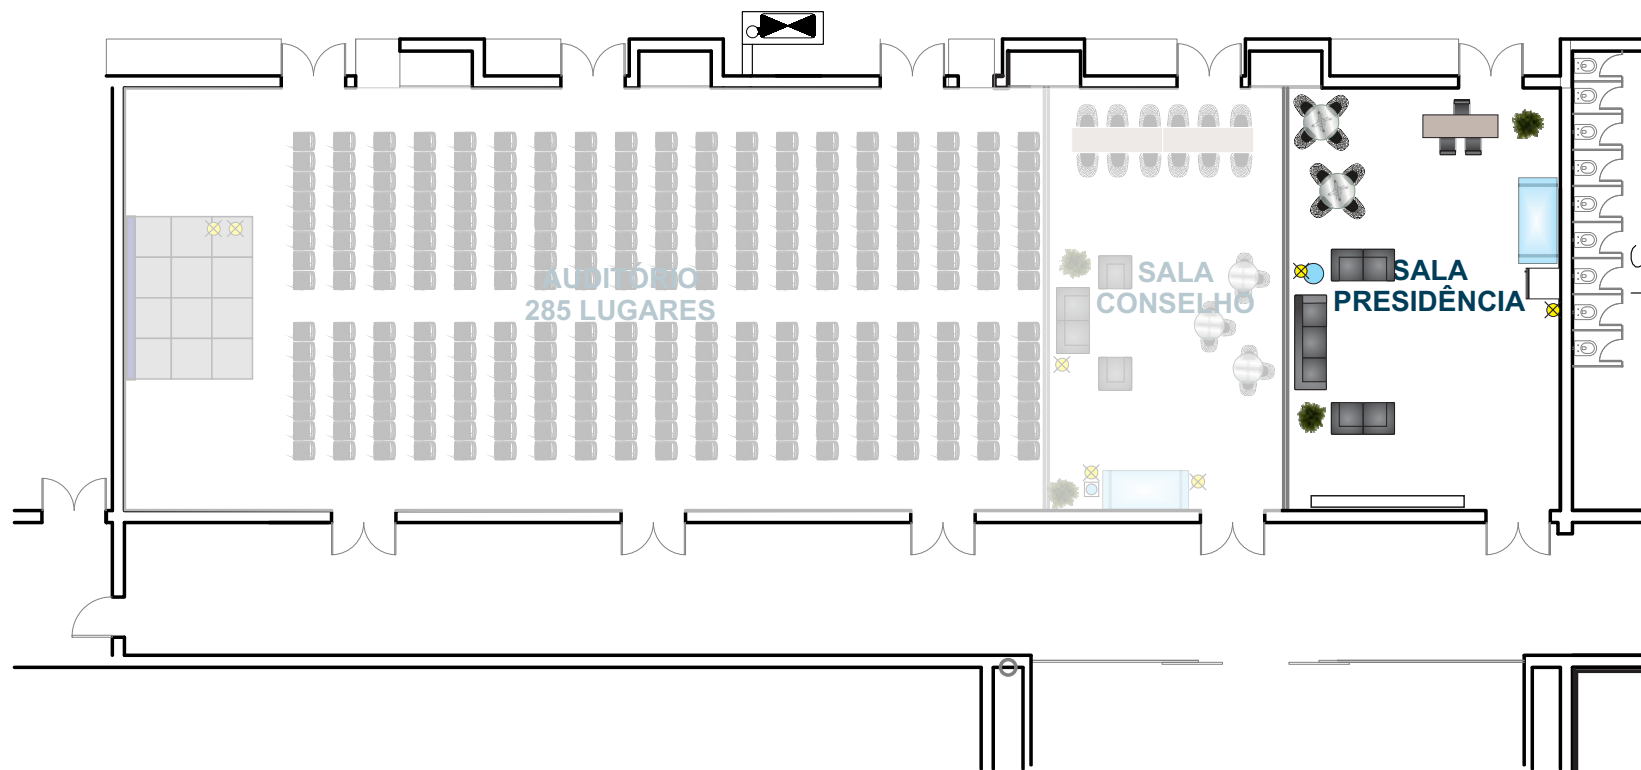 AUDITÓRIO
285 LUGARES
SALA
CONSELHO
SALA
PRESIDÊNCIA